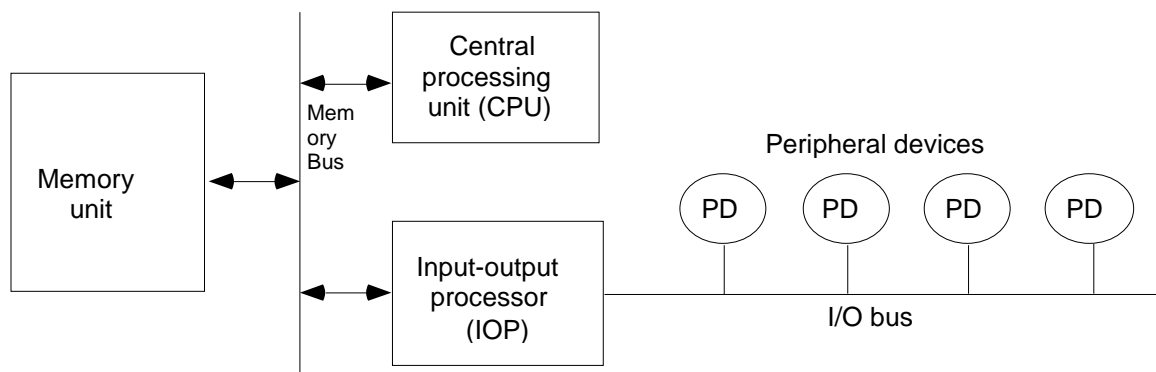 Memory
unit
Mem
ory
Bus
Central
processing
unit (CPU)
Input-output
processor
(IOP)
Peripheral devices
PD
PD
PD
PD
I/O bus